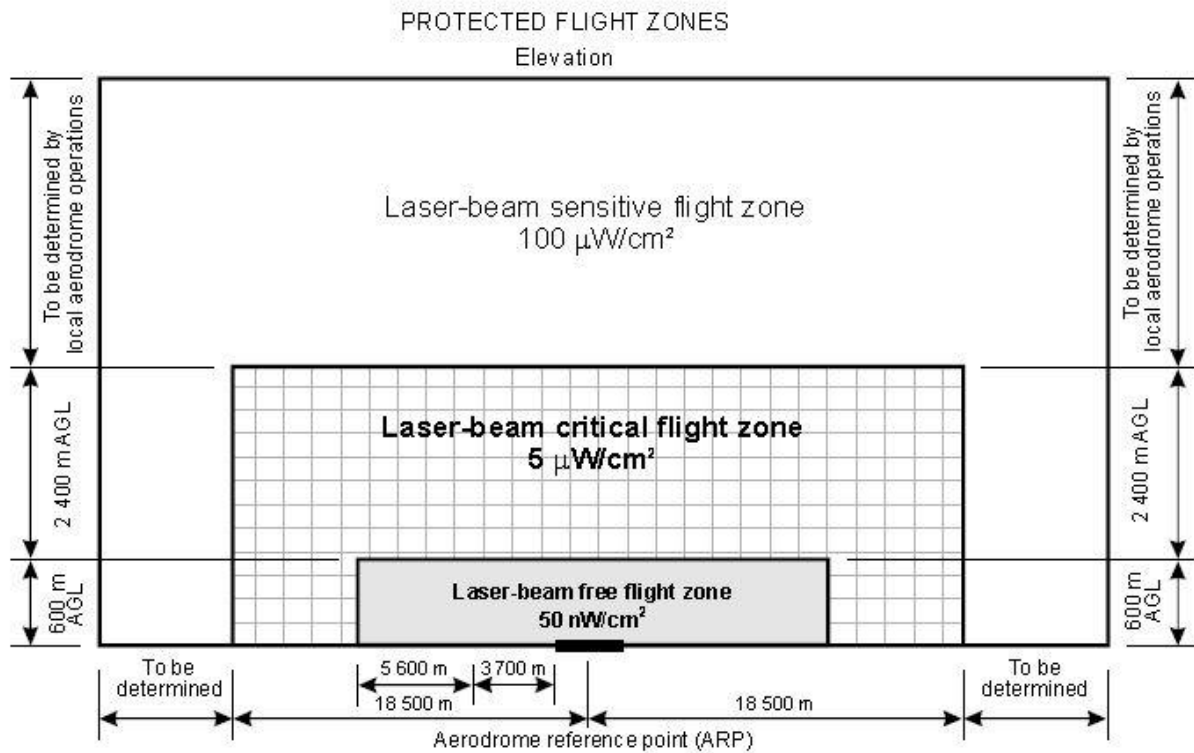 PROTECTED FLIGHT ZONES
Elevation
To be determined by
local aerodrome operations
To be determined by
local aerodrome operations
Laser-beam sensitive flight zone
100 μW/cm²
2 400 m AGL
2 400 m AGL
Laser-beam critical flight zone
5 μW/cm²
600 m
AGL
600 m
AGL
Laser-beam free flight zone
50 nW/cm²
To be
determined
5 600 m
3 700 m
To be
determined
18 500 m
18 500 m
Aerodrome reference point (ARP)